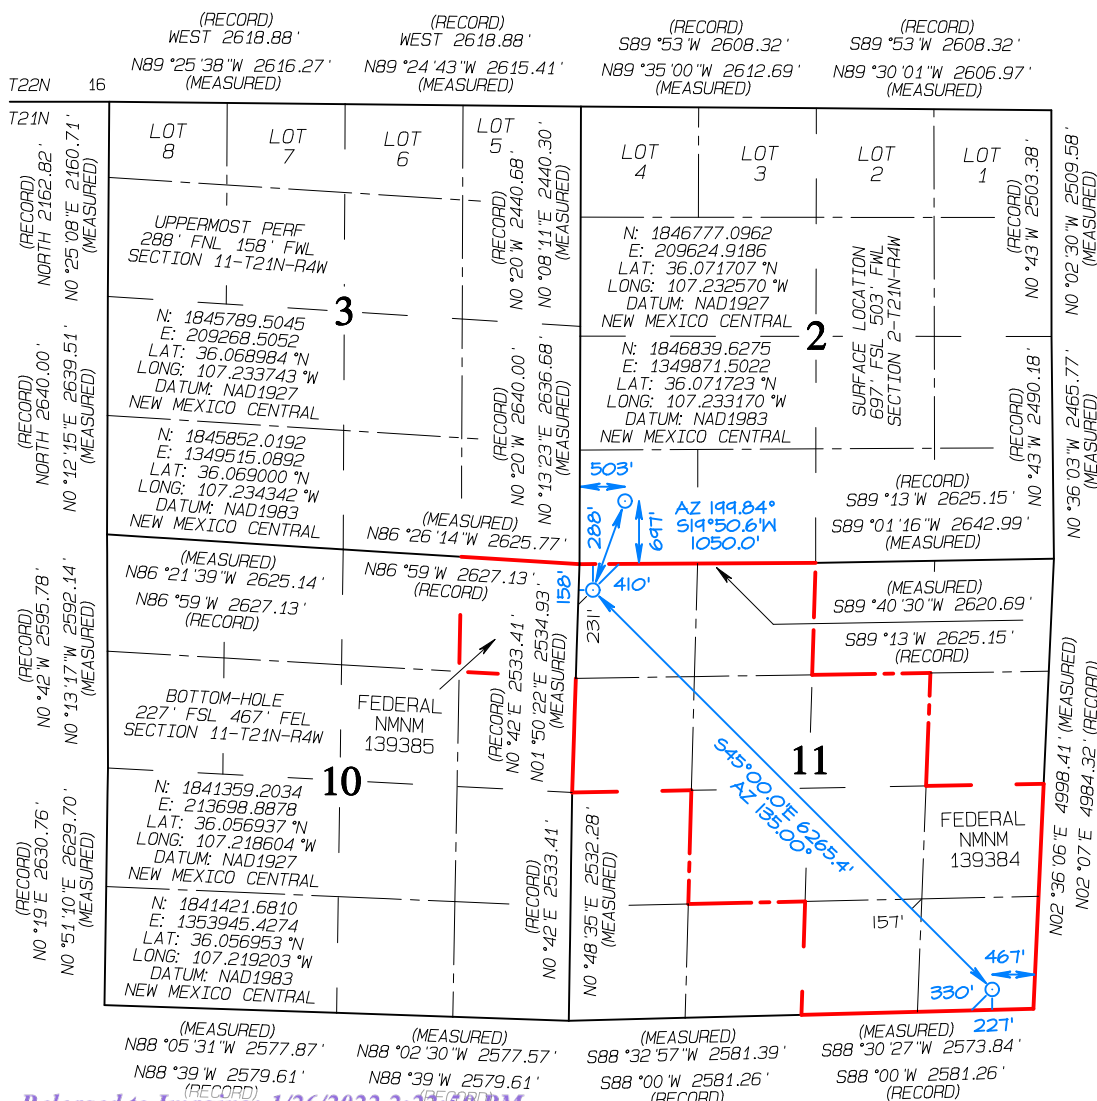 (RECORD)
WEST 2618.88'
N89°25'38"W 2616.27'
(MEASURED)
(RECORD)
WEST 2618.88'
N89°24'43"W 2615.41'
(MEASURED)
(RECORD)
S89°53'W 2608.32'
N89°35'00"W 2612.69'
(MEASURED)
(RECORD)
S89°53'W 2608.32'
N89°30'01"W 2606.97'
(MEASURED)
T22N 16
T21N
(RECORD)
NORTH 2162.82'
N0°25'08"E 2160.71'
(MEASURED)
LOT
8
LOT
7
LOT
6
LOT
5
(RECORD)
N0°20'W 2440.68'
N0°08'11"E 2440.30'
(MEASURED)
LOT
4
LOT
3
LOT
2
LOT
1
(RECORD)
N0°43'W 2503.38'
N0°02'30"W 2509.58'
(MEASURED)
UPPERMOST PERF
288' FNL 158' FWL
SECTION 11-T21N-R4W
N: 1845789.5045
E: 209268.5052
LAT: 36.068984°N
LONG: 107.233743°W
DATUM: NAD1927
NEW MEXICO CENTRAL
3
N: 1845852.0192
E: 1349515.0892
LAT: 36.069000°N
LONG: 107.234342°W
DATUM: NAD1983
NEW MEXICO CENTRAL
(RECORD)
NORTH 2640.00'
N0°12'15"E 2639.51'
(MEASURED)
(RECORD)
N0°20'W 2640.00'
N0°13'23"E 2636.68'
(MEASURED)
N: 1846777.0962
E: 209624.9186
LAT: 36.071707°N
LONG: 107.232570°W
DATUM: NAD1927
NEW MEXICO CENTRAL
2
N: 1846839.6275
E: 1349871.5022
LAT: 36.071723°N
LONG: 107.233170°W
DATUM: NAD1983
NEW MEXICO CENTRAL
SURFACE LOCATION
697' FSL 503' FWL
SECTION 2-T21N-R4W
(RECORD)
N0°43'W 2490.18'
N0°36'03"W 2465.77'
(MEASURED)
503'
288'
697'
AZ 199.84°
S19°50.6'W
1050.0'
(RECORD)
S89°13'W 2625.15'
S89°01'16"W 2642.99'
(MEASURED)
(MEASURED)
N86°26'14"W 2625.77'
N86°59'W 2627.13'
(RECORD)
(MEASURED)
N86°21'39"W 2625.14'
N86°59'W 2627.13'
(RECORD)
158'
410'
231'
(MEASURED)
S89°40'30"W 2620.69'
S89°13'W 2625.15'
(RECORD)
(RECORD)
N0°42'W 2595.78'
N0°13'17"W 2592.14'
(MEASURED)
BOTTOM-HOLE
227' FSL 467' FEL
SECTION 11-T21N-R4W
FEDERAL
NMNM
139385
(RECORD)
N0°42'E 2533.41'
N01°50'22"E 2534.93'
(MEASURED)
10
11
S45°00.0'E 6265.4'
AZ 135.00°
N02°36'06"E 4998.41' (MEASURED)
N02°07'E 4984.32' (RECORD)
N: 1841359.2034
E: 213698.8878
LAT: 36.056937°N
LONG: 107.218604°W
DATUM: NAD1927
NEW MEXICO CENTRAL
N: 1841421.6810
E: 1353945.4274
LAT: 36.056953°N
LONG: 107.219203°W
DATUM: NAD1983
NEW MEXICO CENTRAL
(RECORD)
N0°19'E 2630.76'
N0°51'10"E 2629.70'
(MEASURED)
(RECORD)
N0°42'E 2533.41'
N0°48'35"E 2532.28'
(MEASURED)
FEDERAL
NMNM
139384
157'
467'
330'
227'
(MEASURED)
N88°05'31"W 2577.87'
N88°39'W 2579.61'
(RECORD)
(MEASURED)
N88°02'30"W 2577.57'
N88°39'W 2579.61'
(RECORD)
(MEASURED)
S88°32'57"W 2581.39'
S88°00'W 2581.26'
(RECORD)
(MEASURED)
S88°30'27"W 2573.84'
S88°00'W 2581.26'
(RECORD)